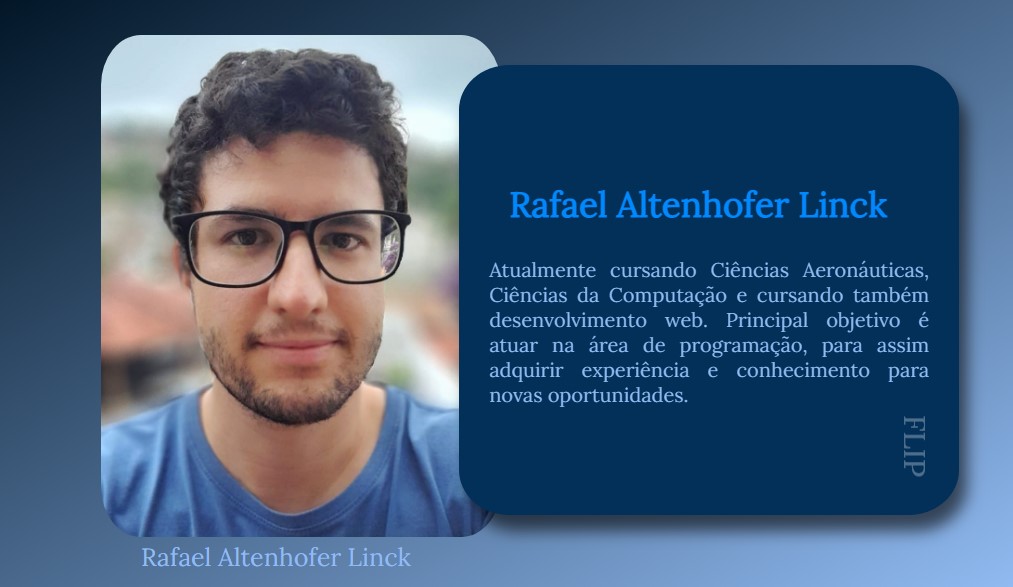 Rafael Altenhofer Linck
Atualmente cursando Ciências Aeronáuticas,
Ciências da Computação e cursando também
desenvolvimento web. Principal objetivo é
atuar na área de programação, para assim
adquirir experiência e conhecimento para
novas oportunidades.
FLIP
Rafael Altenhofer Linck